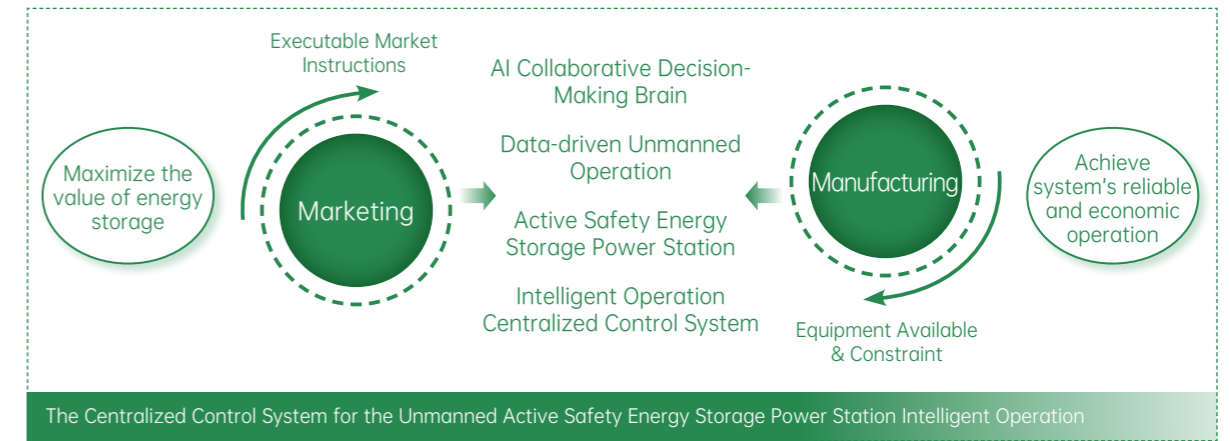 Executable Market
Instructions
Maximize the
value of energy
storage
Marketing
AI Collaborative Decision-
Making Brain
Data-driven Unmanned
Operation
Active Safety Energy
Storage Power Station
Intelligent Operation
Centralized Control System
Manufacturing
Achieve
system's reliable
and economic
operation
Equipment Available
& Constraint
The Centralized Control System for the Unmanned Active Safety Energy Storage Power Station Intelligent Operation